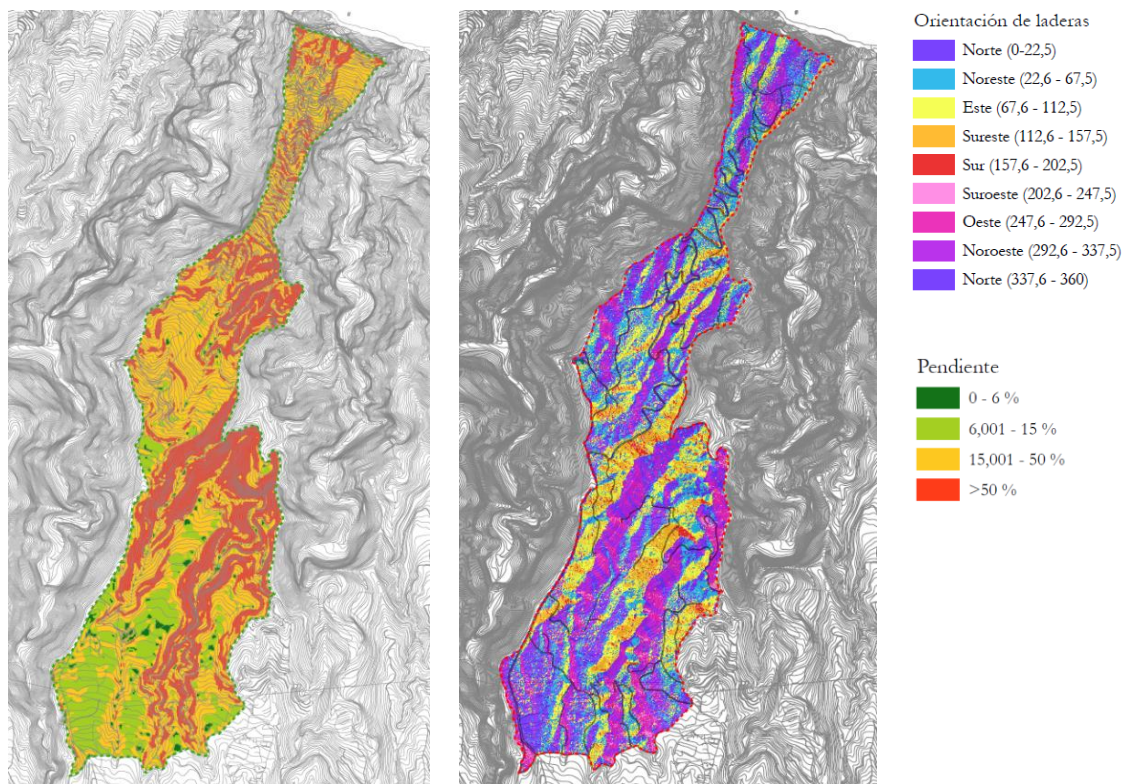 Orientación de laderas
Norte (0-22,5)
Noreste (22,6 - 67,5)
Este (67,6 - 112,5)
Sureste (112,6 - 157,5)
Sur (157,6 - 202,5)
Suroeste (202,6 - 247,5)
Oeste (247,6 - 292,5)
Noroeste (292,6 - 337,5)
Norte (337,6 - 360)
Pendiente
0 - 6 %
6,001 - 15 %
15,001 - 50 %
>50 %